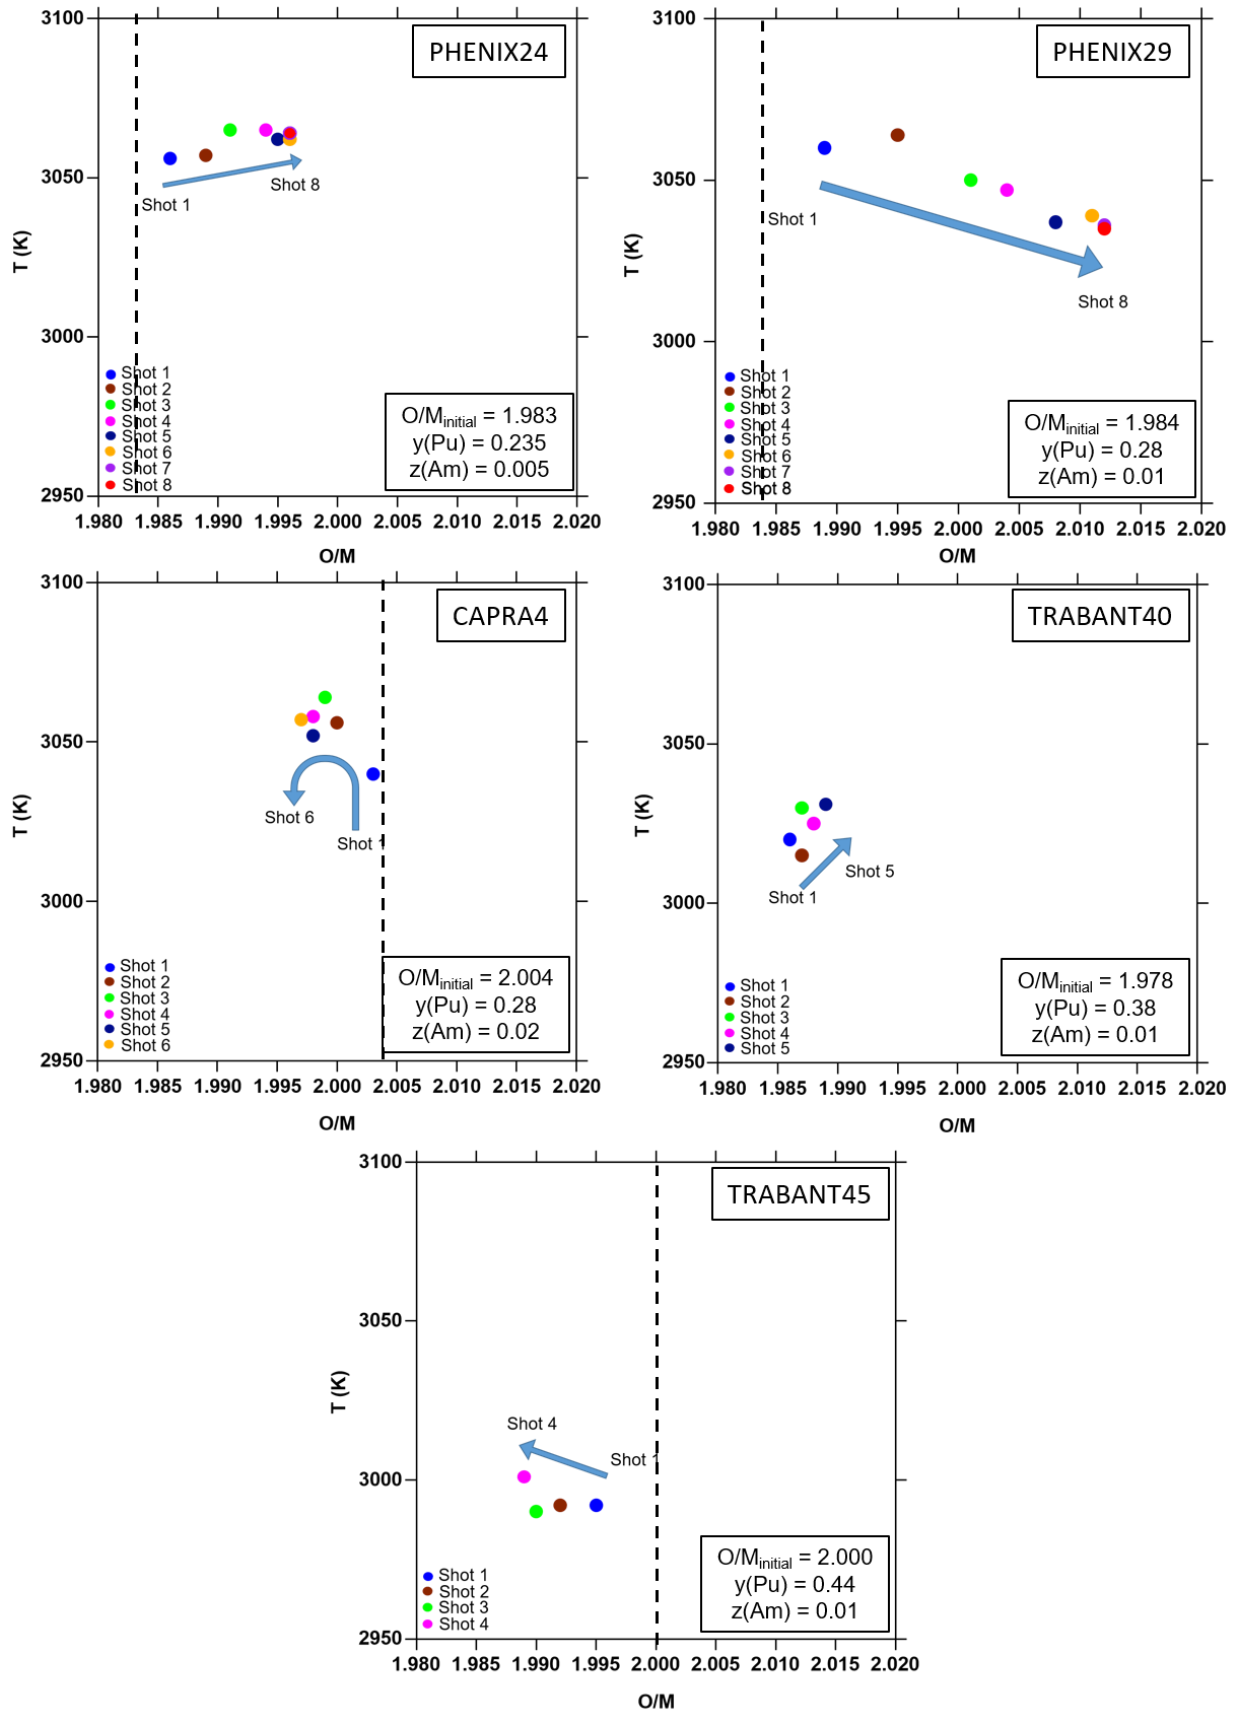 PHENIX24
3100
3050
3000
2950
T (K)
Shot 1
Shot 8
Shot 1
Shot 2
Shot 3
Shot 4
Shot 5
Shot 6
Shot 7
Shot 8
O/Minitial = 1.983
y(Pu) = 0.235
z(Am) = 0.005
1.980 1.985 1.990 1.995 2.000 2.005 2.010 2.015 2.020
O/M
PHENIX29
3100
3050
3000
2950
T (K)
Shot 1
Shot 8
Shot 1
Shot 2
Shot 3
Shot 4
Shot 5
Shot 6
Shot 7
Shot 8
O/Minitial = 1.984
y(Pu) = 0.28
z(Am) = 0.01
1.980 1.985 1.990 1.995 2.000 2.005 2.010 2.015 2.020
O/M
CAPRA4
3100
3050
3000
2950
T (K)
Shot 6
Shot 1
Shot 1
Shot 2
Shot 3
Shot 4
Shot 5
Shot 6
O/Minitial = 2.004
y(Pu) = 0.28
z(Am) = 0.02
1.980 1.985 1.990 1.995 2.000 2.005 2.010 2.015 2.020
O/M
TRABANT40
3100
3050
3000
2950
T (K)
Shot 5
Shot 1
Shot 1
Shot 2
Shot 3
Shot 4
Shot 5
O/Minitial = 1.978
y(Pu) = 0.38
z(Am) = 0.01
1.980 1.985 1.990 1.995 2.000 2.005 2.010 2.015 2.020
O/M
TRABANT45
3100
3050
3000
2950
T (K)
Shot 4
Shot 1
Shot 1
Shot 2
Shot 3
Shot 4
O/Minitial = 2.000
y(Pu) = 0.44
z(Am) = 0.01
1.980 1.985 1.990 1.995 2.000 2.005 2.010 2.015 2.020
O/M